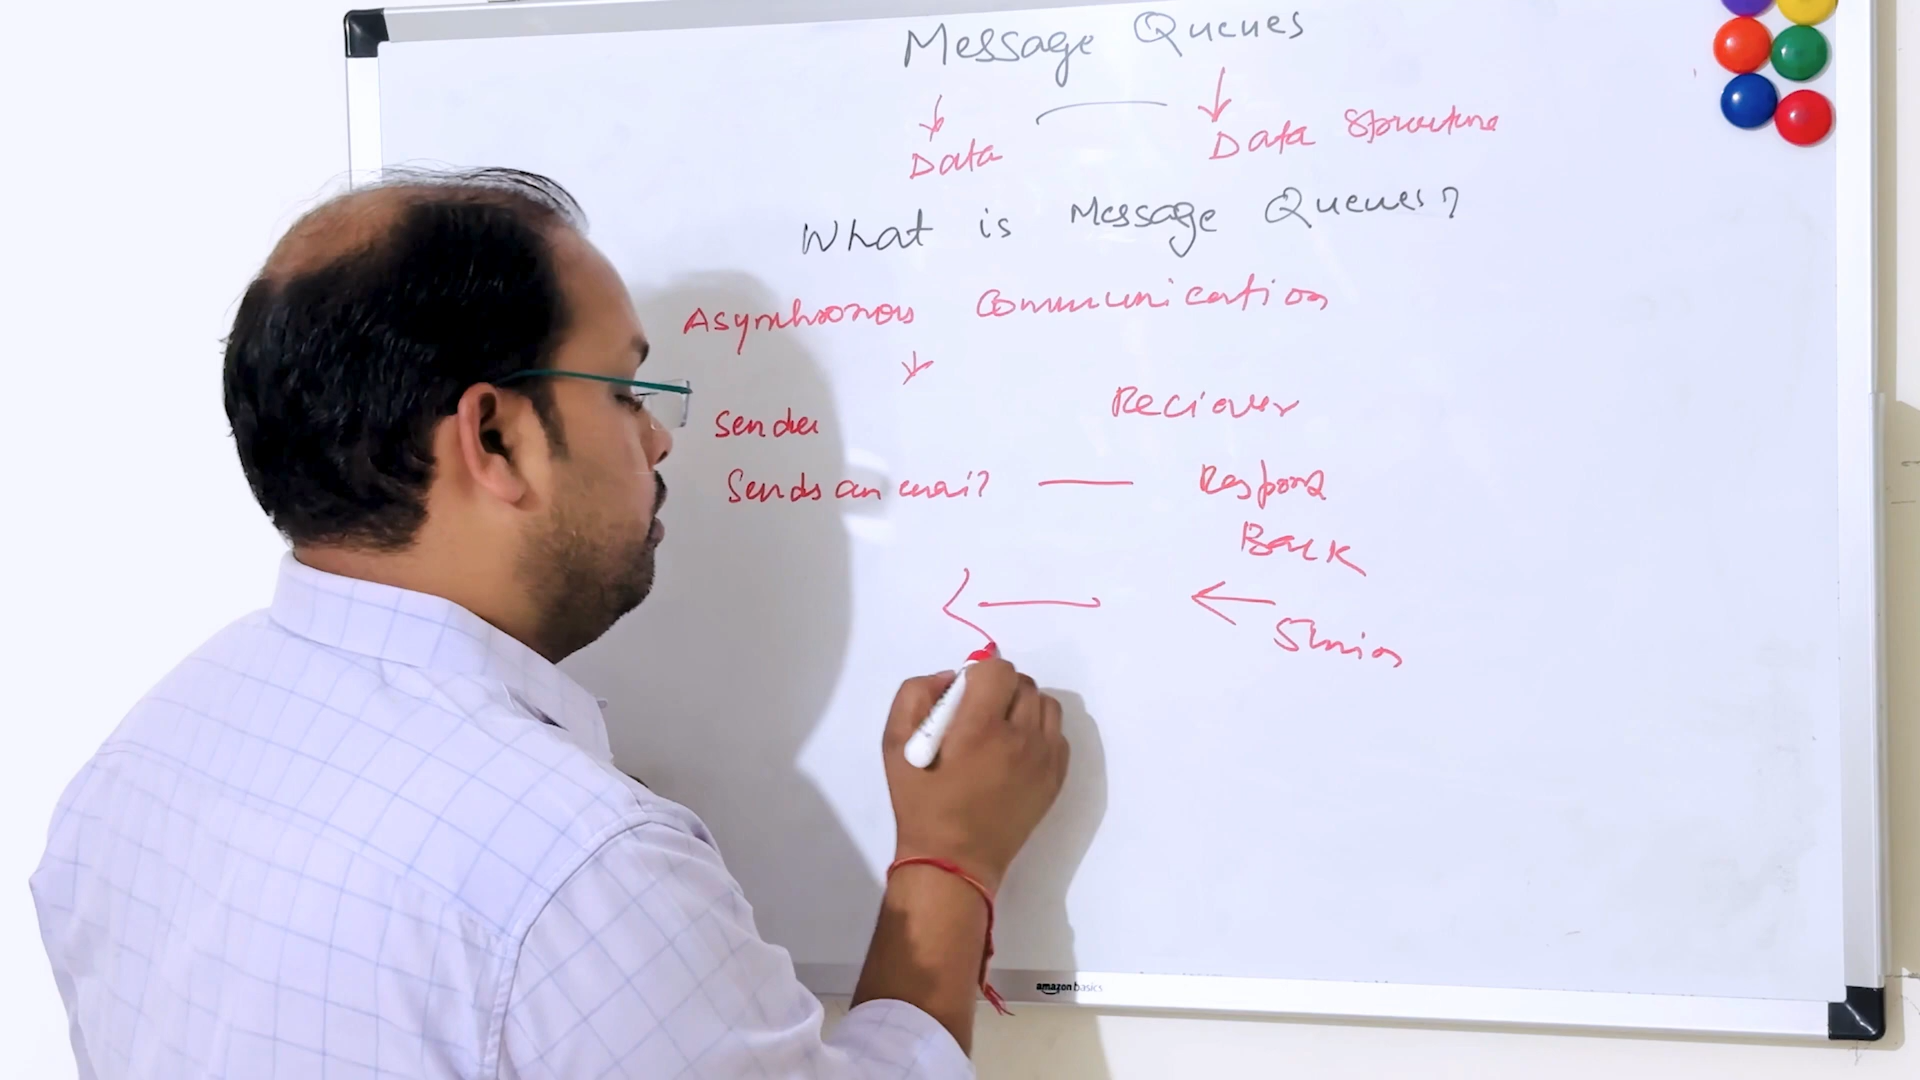 Message Queues
Data Data Structure
What is Message Queues?
Asynchronous Communication
Sender Reciever
Sends an email Respond
Back
amazon basics